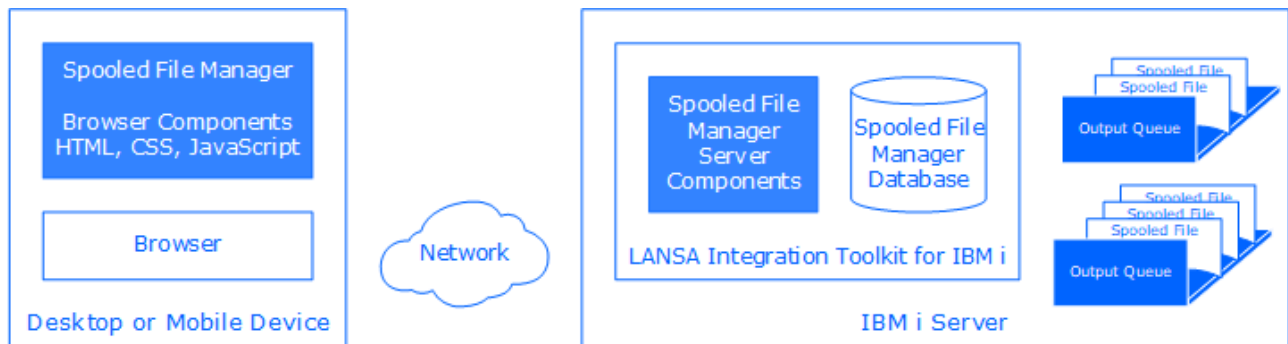 Spooled File Manager
Browser Components
HTML, CSS, JavaScript
Browser
Desktop or Mobile Device
Network
Spooled File
Manager
Server
Components
Spooled File
Manager
Database
LANSA Integration Toolkit for IBM i
IBM i Server
Spooled File
Spooled File
Output Queue
Spooled File
Spooled File
Spooled File
Output Queue